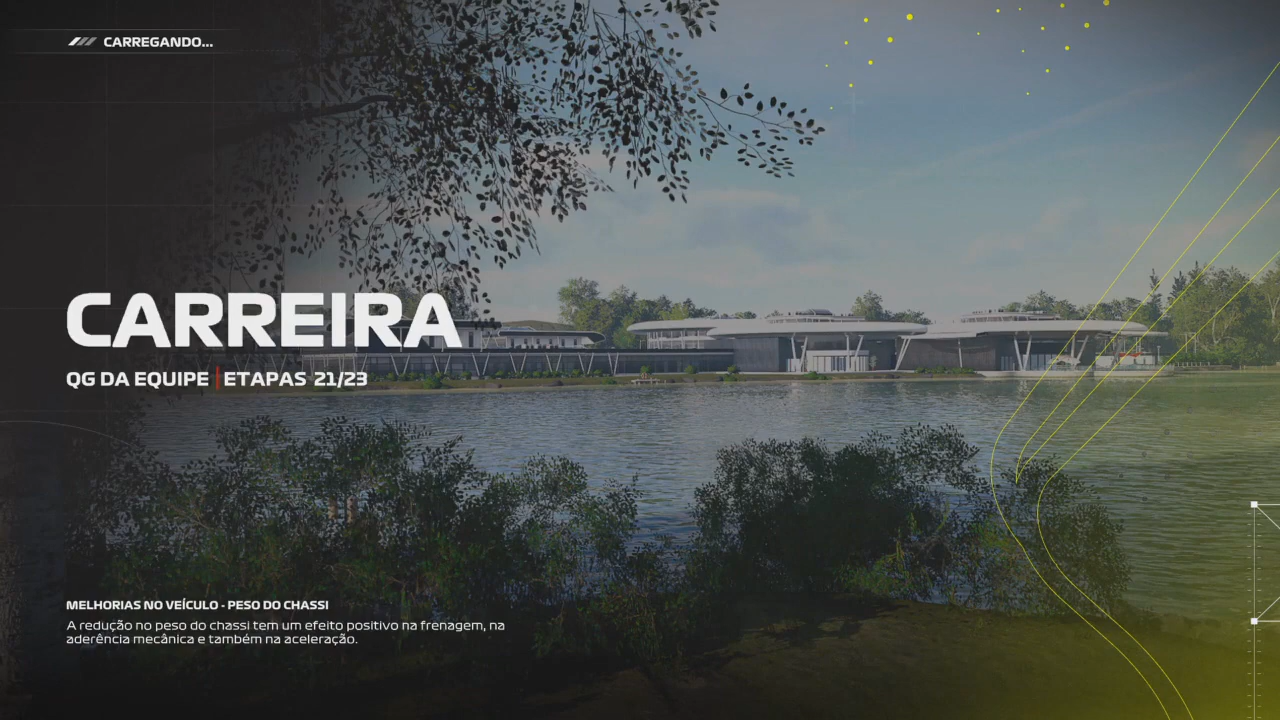 CARREGANDO...
CARREIRA
QG DA EQUIPE | ETAPAS 21/23
MELHORIAS NO VEÍCULO - PESO DO CHASSI
A redução no peso do chassi tem um efeito positivo na frenagem, na
aderência mecânica e também na aceleração.